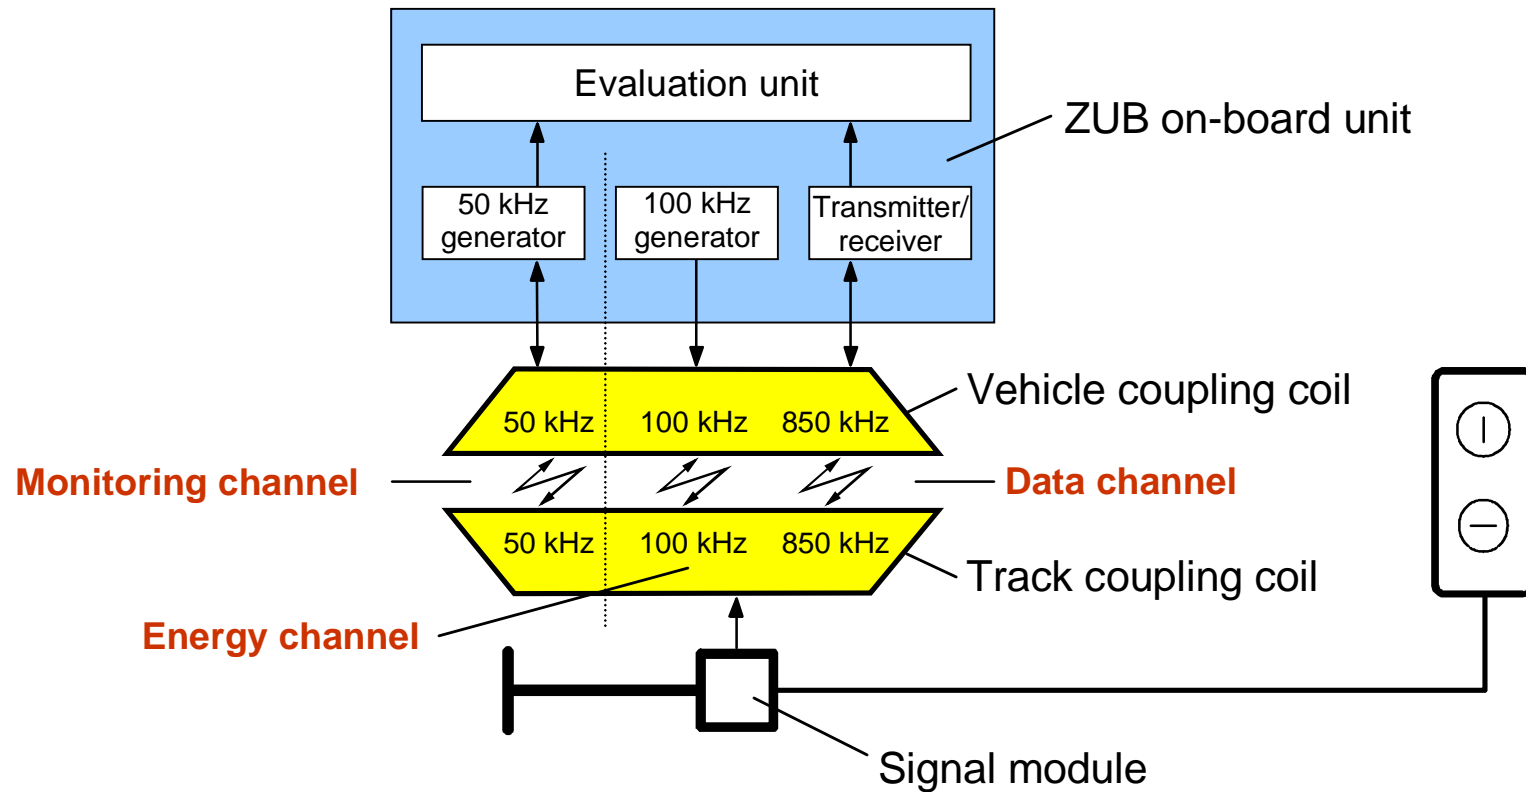 Evaluation unit
ZUB on-board unit
50 kHz
generator
100 kHz
generator
Transmitter/
receiver
Vehicle coupling coil
50 kHz
100 kHz
850 kHz
Monitoring channel
Data channel
50 kHz
100 kHz
850 kHz
Track coupling coil
Energy channel
Signal module